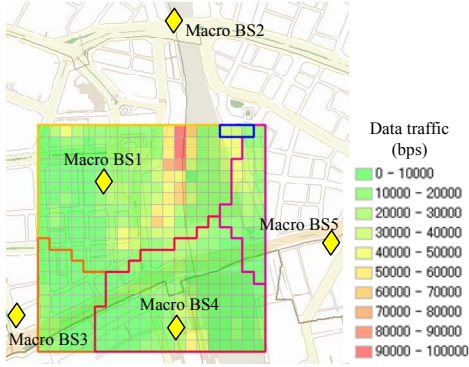 Macro BS2
Macro BS1
Macro BS5
Macro BS4
Macro BS3
Data traffic
(bps)
0 - 10000
10000 - 20000
20000 - 30000
30000 - 40000
40000 - 50000
50000 - 60000
60000 - 70000
70000 - 80000
80000 - 90000
90000 - 100000